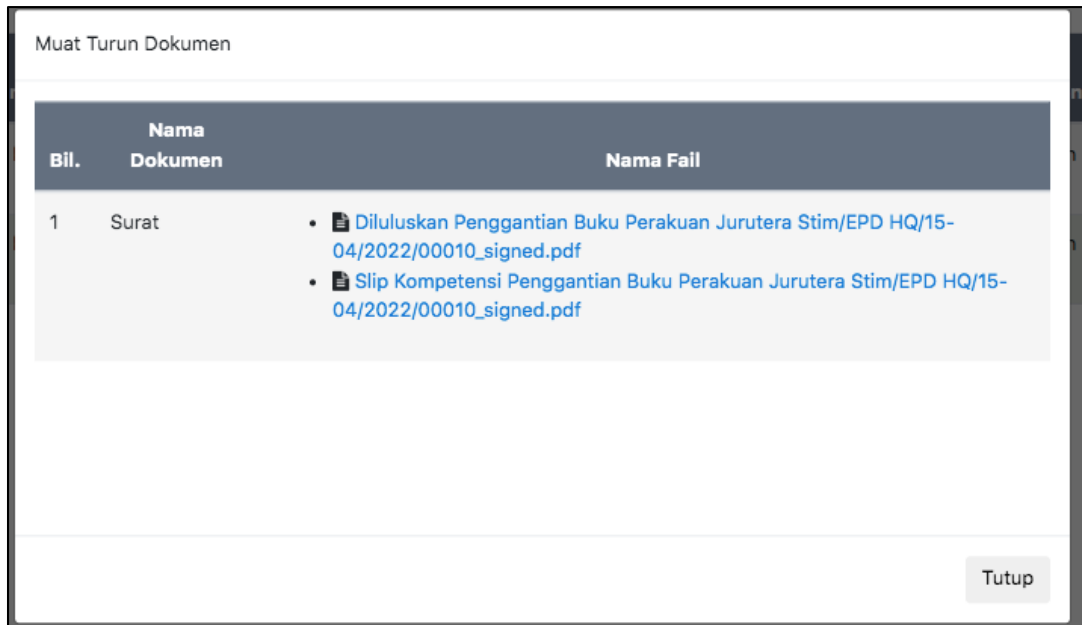 Muat Turun Dokumen
Bil.
Nama
Dokumen
Nama Fail
1
Surat
• Diluluskan Penggantian Buku Perakuan Jurutera Stim/EPD HQ/15-
04/2022/00010_signed.pdf
• Slip Kompetensi Penggantian Buku Perakuan Jurutera Stim/EPD HQ/15-
04/2022/00010_signed.pdf
Tutup